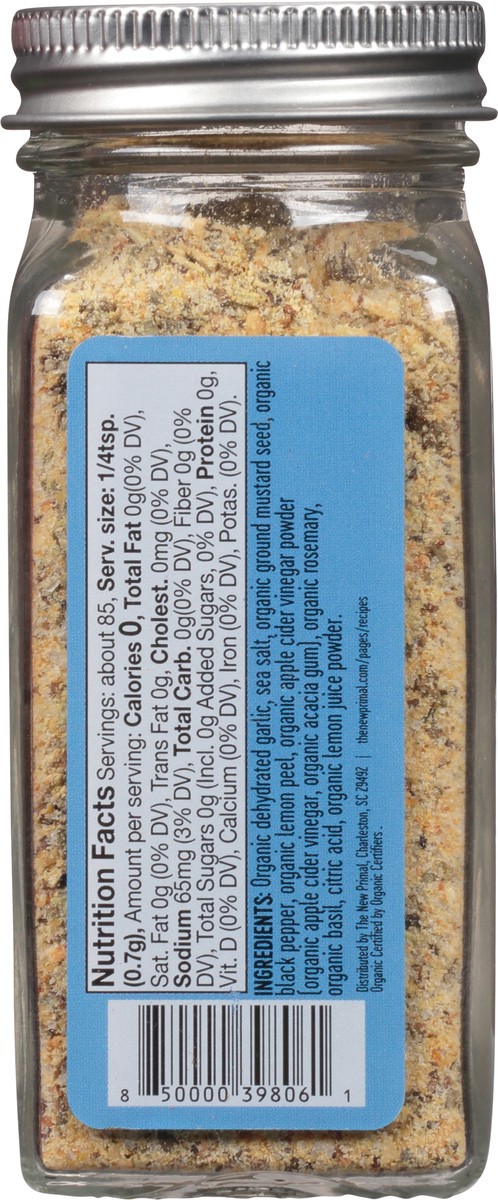 Nutrition Facts Servings: about 85, Serv. size: 1/4tsp.
(0.7g), Amount per serving: Calories 0, Total Fat 0g(0% DV),
Sat. Fat 0g (0% DV), Trans Fat 0g, Cholest. 0mg (0% DV),
Sodium 65mg (3% DV), Total Carb. 0g(0% DV), Fiber 0g (0%
DV), Total Sugars 0g (Incl. 0g Added Sugars, 0% DV), Protein 0g,
Vit. D (0% DV), Calcium (0% DV), Iron (0% DV), Potas. (0% DV).
INGREDIENTS: Organic dehydrated garlic, sea salt, organic ground mustard seed, organic
black pepper, organic lemon peel, organic apple cider vinegar powder
(organic apple cider vinegar, organic acacia gum), organic rosemary,
organic basil, citric acid, organic lemon juice powder.
Distributed by The New Primal, Charleston, SC 29492 | thenewprimal.com/pages/recipes
Organic Certified by Organic Certifiers.
8 50000 39806 1